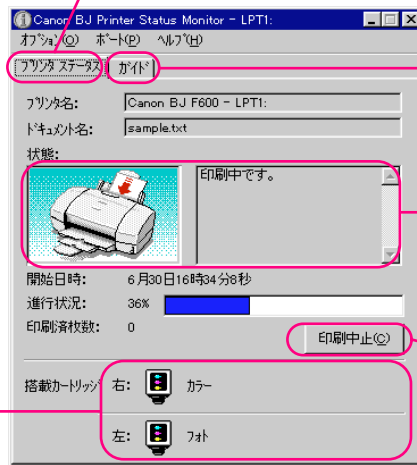 Canon BJ Printer Status Monitor - LPT1:
オプション(O) ポート(P) ヘルプ(H)
プリンタ ステータス ガイド
プリンタ名: Canon BJ F600 - LPT1:
ドキュメント名: sample.txt
状態:
印刷中です。
開始日時: 6月30日16時34分8秒
進行状況: 36%
印刷済枚数: 0
印刷中止(C)
搭載カートリッジ 右: カラー
左: フォト